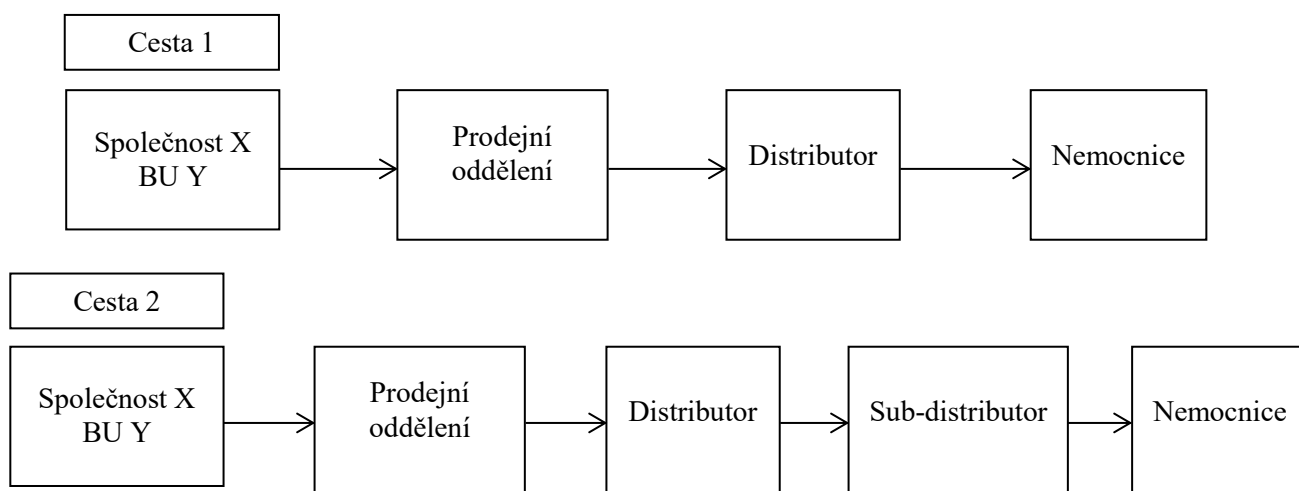 Cesta 1
Společnost X
BU Y
Prodejní
oddělení
Distributor
Nemocnice
Cesta 2
Společnost X
BU Y
Prodejní
oddělení
Distributor
Sub-distributor
Nemocnice